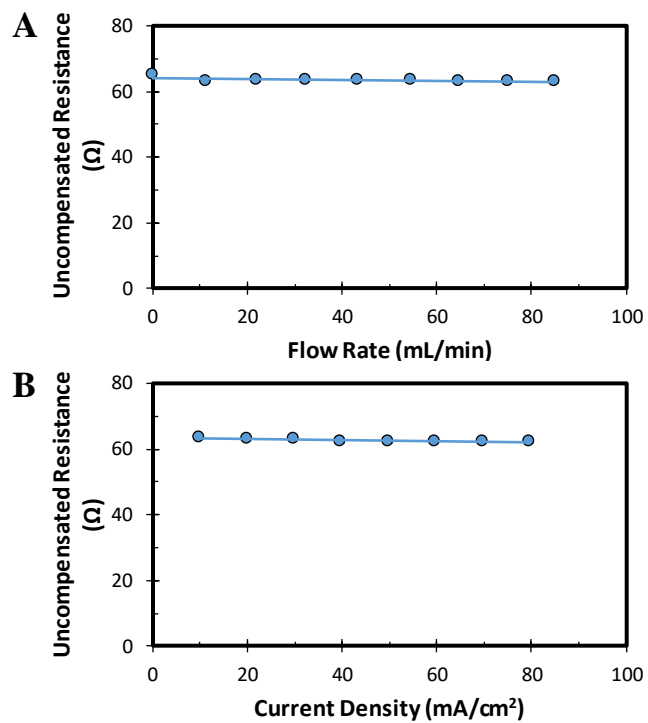 A
Uncompensated Resistance
(Ω)
80
60
40
20
0
0 20 40 60 80 100
Flow Rate (mL/min)
B
Uncompensated Resistance
(Ω)
80
60
40
20
0
0 20 40 60 80 100
Current Density (mA/cm²)